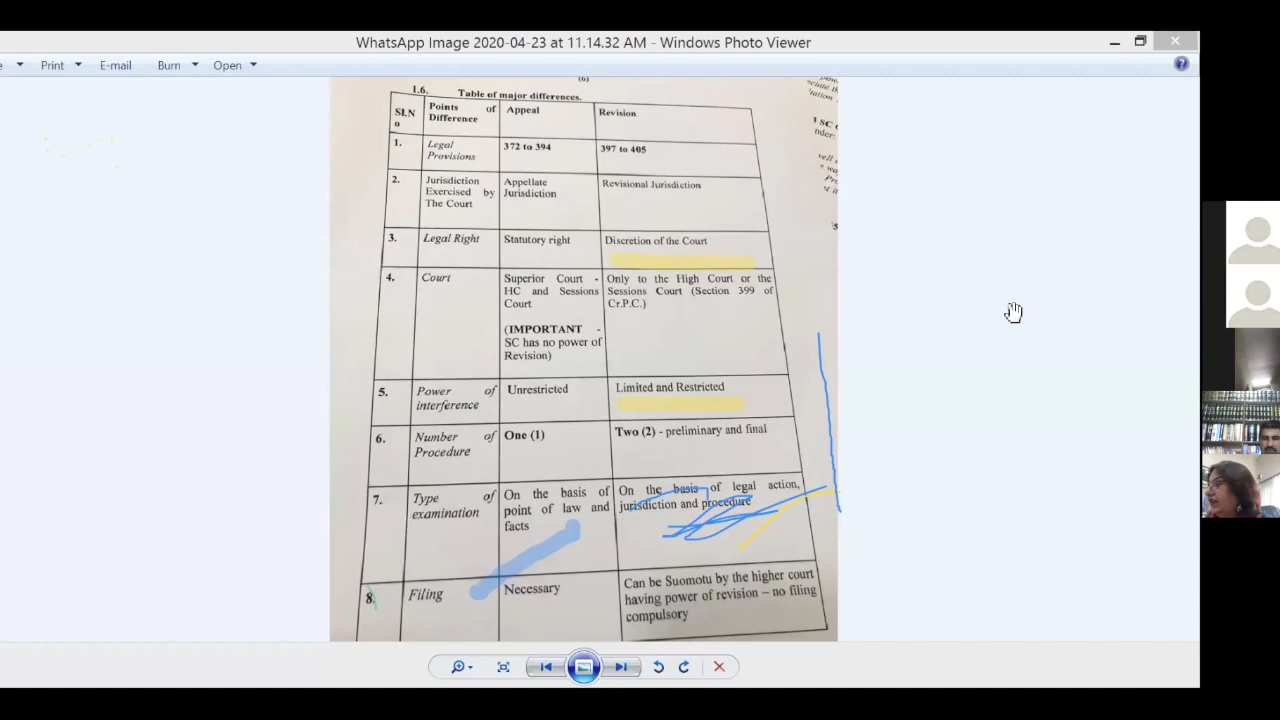 WhatsApp Image 2020-04-23 at 11.14.32 AM - Windows Photo Viewer
e Print E-mail Burn Open
(6)
1.6. Table of major differences.
Sl.N
o
Points of
Difference
Appeal
Revision
1.
Legal
Provisions
372 to 394
397 to 405
2.
Jurisdiction
Exercised by
The Court
Appellate
Jurisdiction
Revisional Jurisdiction
3.
Legal Right
Statutory right
Discretion of the Court
4.
Court
Superior Court -
HC and Sessions
Court
(IMPORTANT -
SC has no power of
Revision)
Only to the High Court or the
Sessions Court (Section 399 of
Cr.P.C.)
5.
Power of
interference
Unrestricted
Limited and Restricted
6.
Number of
Procedure
One (1)
Two (2) - preliminary and final
7.
Type of
examination
On the basis of
point of law and
facts
On the basis of legal action,
jurisdiction and procedure
8.
Filing
Necessary
Can be Suomotu by the higher court
having power of revision – no filing
compulsory